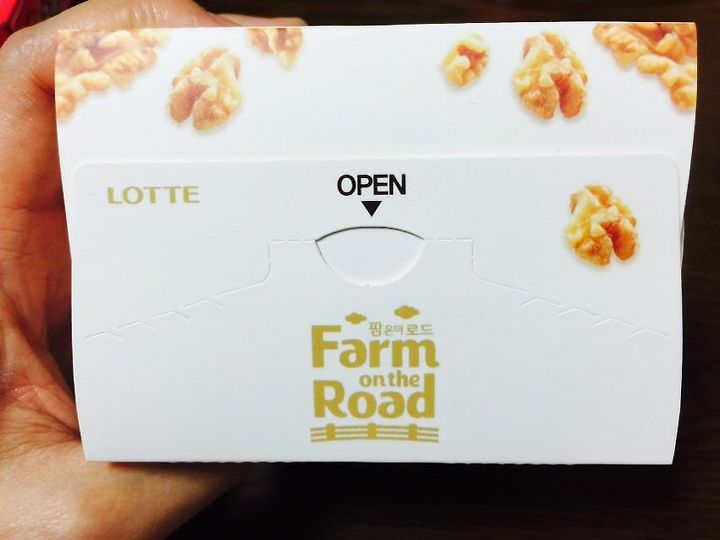 LOTTE
OPEN
팜온더로드
Farm
on the
Road